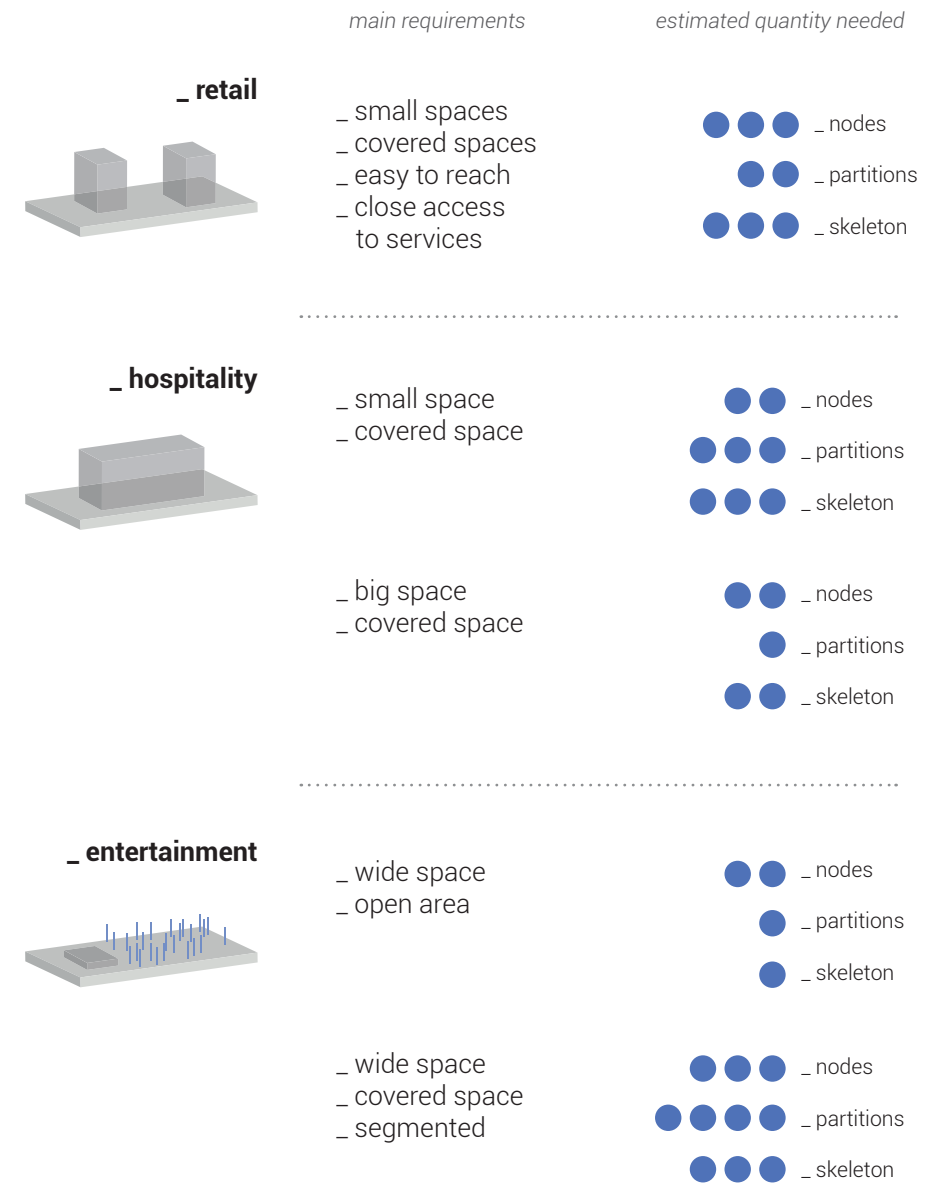 main requirements
estimated quantity needed
_ retail
_ small spaces
_ covered spaces
_ easy to reach
_ close access
to services
_ nodes
_ partitions
_ skeleton
_ hospitality
_ small space
_ covered space
_ nodes
_ partitions
_ skeleton
_ big space
_ covered space
_ nodes
_ partitions
_ skeleton
_ entertainment
_ wide space
_ open area
_ nodes
_ partitions
_ skeleton
_ wide space
_ covered space
_ segmented
_ nodes
_ partitions
_ skeleton